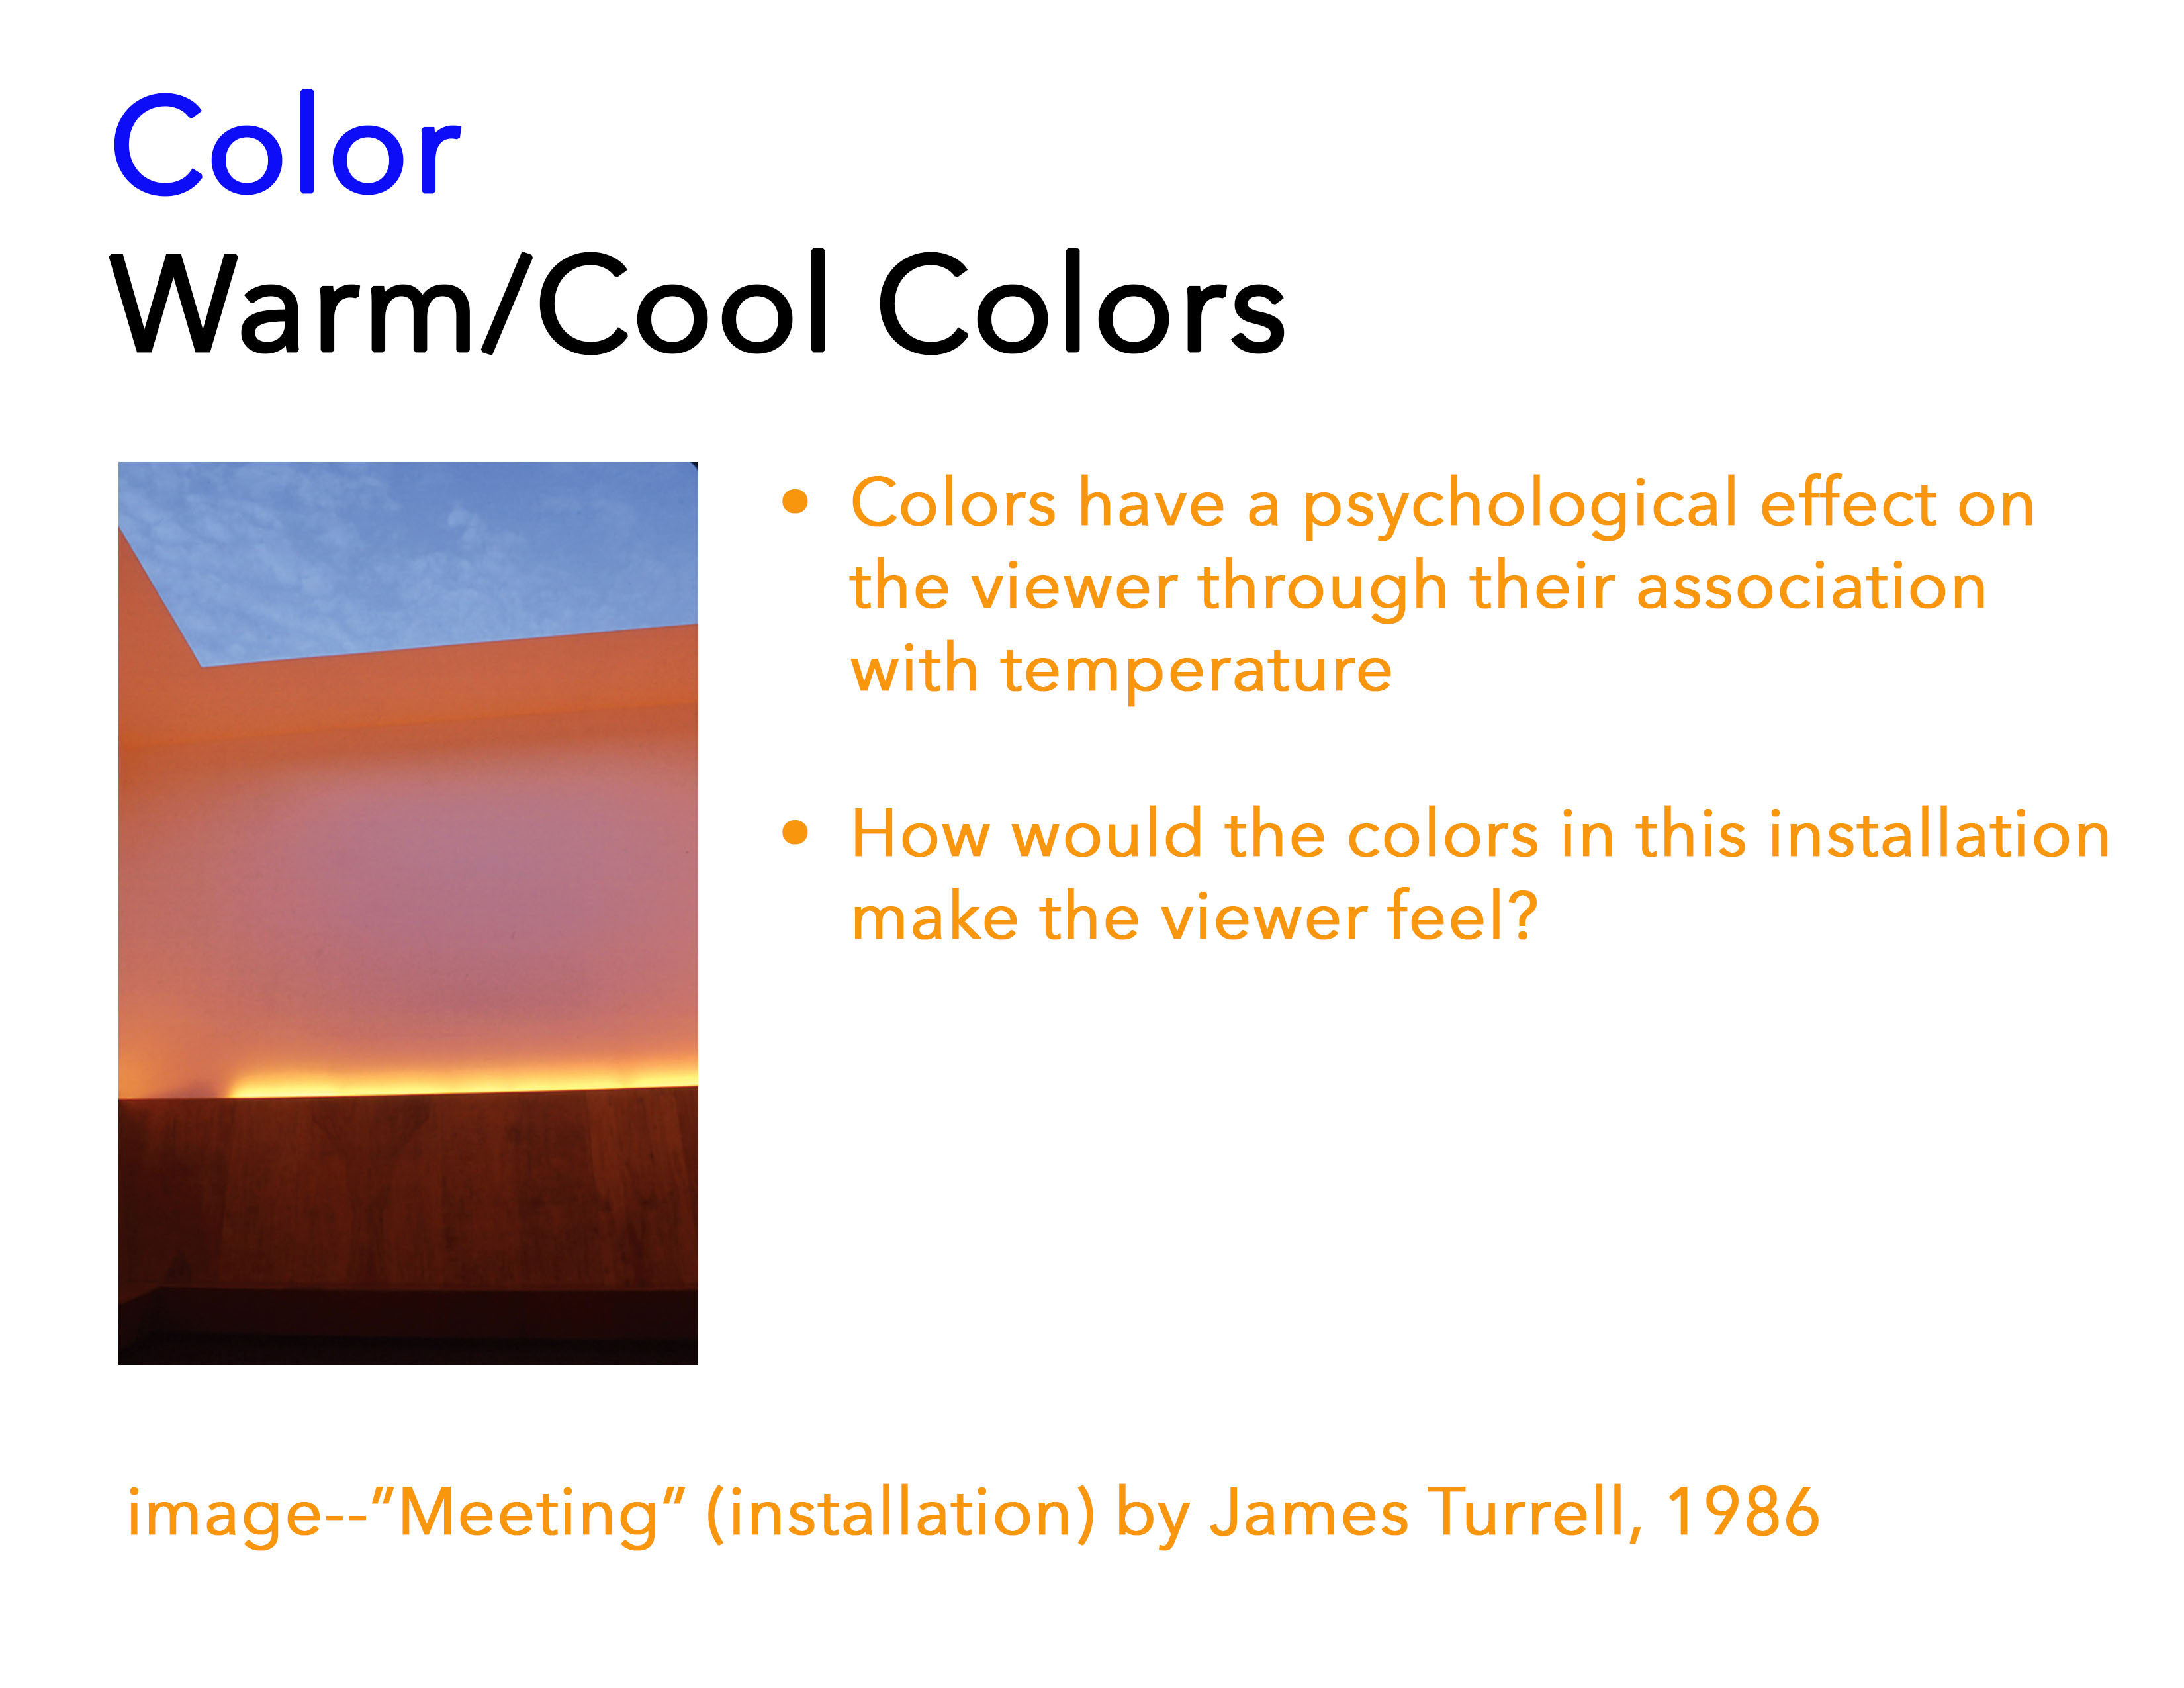 Color
Warm/Cool Colors
• Colors have a psychological effect on
the viewer through their association
with temperature
• How would the colors in this installation
make the viewer feel?
image--"Meeting" (installation) by James Turrell, 1986